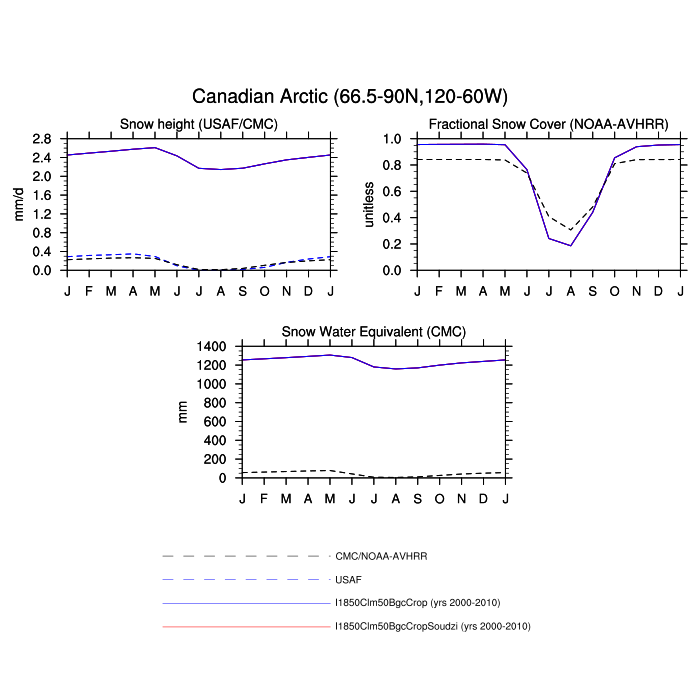 Canadian Arctic (66.5-90N,120-60W)
Snow height (USAF/CMC)
mm/d
2.8
2.4
2.0
1.6
1.2
0.8
0.4
0.0
J F M A M J J A S O N D J
Fractional Snow Cover (NOAA-AVHRR)
unitless
1.0
0.8
0.6
0.4
0.2
0.0
J F M A M J J A S O N D J
Snow Water Equivalent (CMC)
mm
1400
1200
1000
800
600
400
200
0
J F M A M J J A S O N D J
CMC/NOAA-AVHRR
USAF
I1850Clm50BgcCrop (yrs 2000-2010)
I1850Clm50BgcCropSoudzi (yrs 2000-2010)